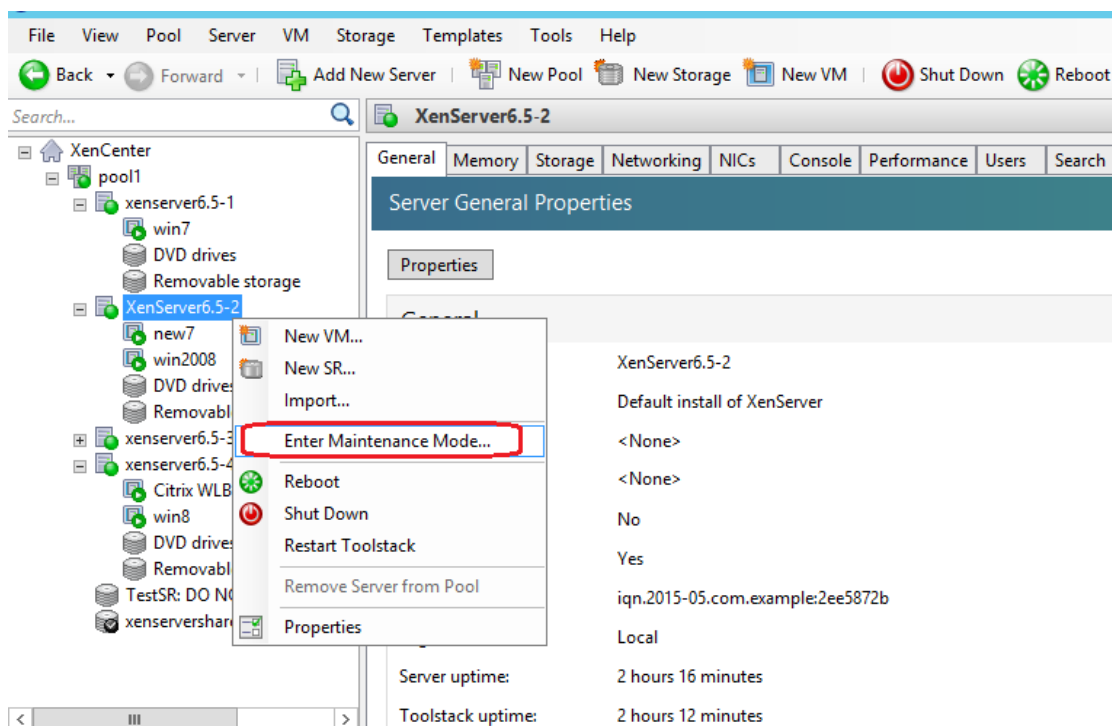 File View Pool Server VM Storage Templates Tools Help
Back Forward Add New Server New Pool New Storage New VM Shut Down Reboot
Search...
XenServer6.5-2
XenCenter
pool1
xenserver6.5-1
win7
DVD drives
Removable storage
XenServer6.5-2
new7
win2008
DVD drives
Removabl
xenserver6.5-3
xenserver6.5-4
Citrix WLB
win8
DVD drives
Removabl
TestSR: DO NO
xenservershare
General Memory Storage Networking NICs Console Performance Users Search
Server General Properties
Properties
General
New VM...
New SR...
Import...
Enter Maintenance Mode...
Reboot
Shut Down
Restart Toolstack
Remove Server from Pool
Properties
XenServer6.5-2
Default install of XenServer
<None>
<None>
No
Yes
iqn.2015-05.com.example:2ee5872b
Local
Server uptime: 2 hours 16 minutes
Toolstack uptime: 2 hours 12 minutes